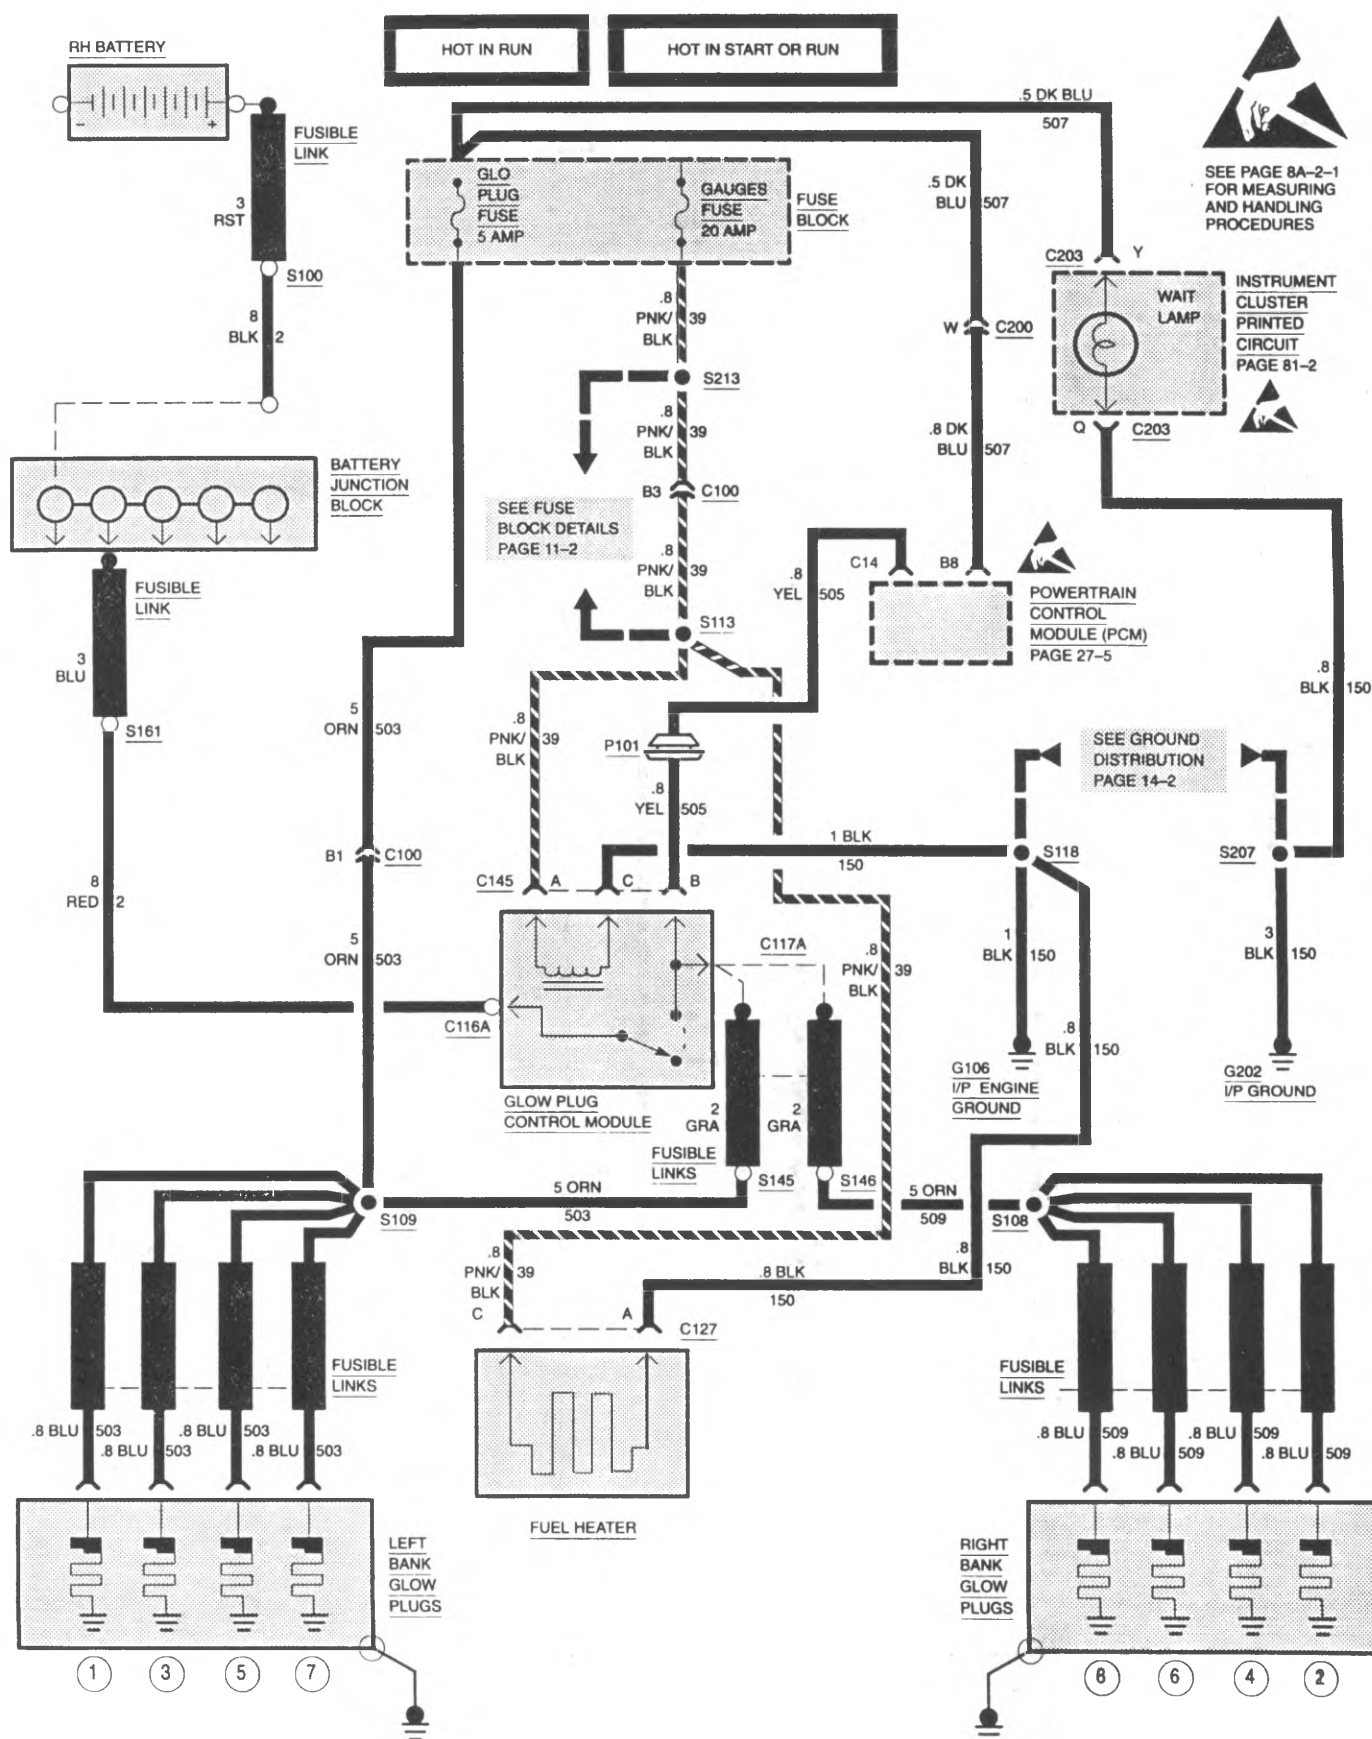 RH BATTERY
HOT IN RUN
HOT IN START OR RUN
FUSIBLE
LINK
3
RST
S100
8
BLK 2
.5 DK BLU
507
SEE PAGE 8A-2-1
FOR MEASURING
AND HANDLING
PROCEDURES
GLO
PLUG
FUSE
5 AMP
GAUGES
FUSE
20 AMP
FUSE
BLOCK
.5 DK
BLU 507
C203 Y
WAIT
LAMP
INSTRUMENT
CLUSTER
PRINTED
CIRCUIT
PAGE 81-2
Q C203
.8
PNK/ 39
BLK
W C200
S213
.8
PNK/ 39
BLK
.8 DK
BLU 507
BATTERY
JUNCTION
BLOCK
B3 C100
SEE FUSE
BLOCK DETAILS
PAGE 11-2
.8
PNK/ 39
BLK
C14 B8
.8
YEL 505
FUSIBLE
LINK
POWERTRAIN
CONTROL
MODULE (PCM)
PAGE 27-5
S113
3
BLU
S161
.8
BLK 150
5
ORN 503
.8
PNK/ 39
BLK
P101
SEE GROUND
DISTRIBUTION
PAGE 14-2
.8
YEL 505
1 BLK
150
S118
S207
B1 C100
C145 A C B
8
RED 2
5
ORN 503
C117A
.8
PNK/ 39
BLK
1
BLK 150
3
BLK 150
C116A
.8
BLK 150
G106
I/P ENGINE
GROUND
G202
I/P GROUND
GLOW PLUG
CONTROL MODULE
2
GRA
2
GRA
FUSIBLE
LINKS
S145
S146
5 ORN
503
5 ORN
509
S109
S108
.8
PNK/ 39
BLK
.8
BLK 150
.8 BLK
150
C A C127
FUSIBLE
LINKS
FUSIBLE
LINKS
.8 BLU 503
.8 BLU 503
.8 BLU 503
.8 BLU 503
.8 BLU 509
.8 BLU 509
.8 BLU 509
.8 BLU 509
FUEL HEATER
LEFT
BANK
GLOW
PLUGS
RIGHT
BANK
GLOW
PLUGS
1 3 5 7
8 6 4 2